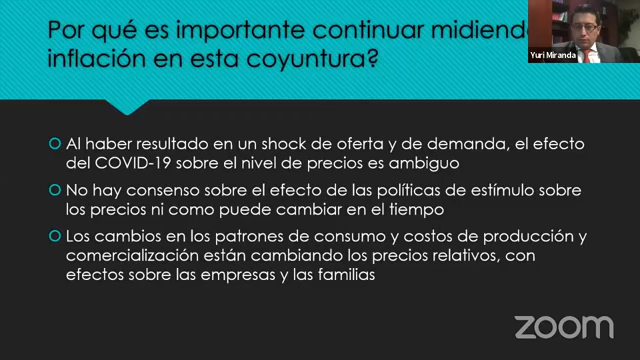 Por qué es importante continuar midiendo
inflación en esta coyuntura?
Yuri Miranda
Al haber resultado en un shock de oferta y de demanda, el efecto
del COVID-19 sobre el nivel de precios es ambiguo
No hay consenso sobre el efecto de las políticas de estímulo sobre
los precios ni como puede cambiar en el tiempo
Los cambios en los patrones de consumo y costos de producción y
comercialización están cambiando los precios relativos, con
efectos sobre las empresas y las familias
zoom